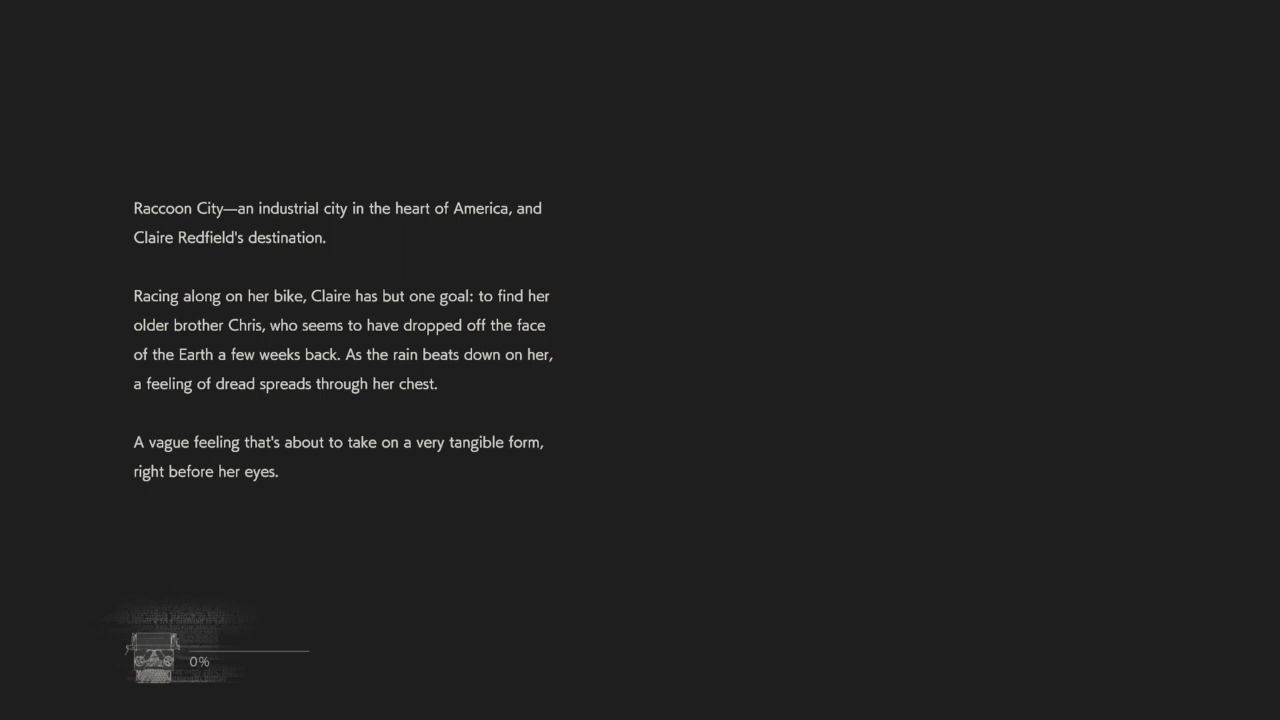 Raccoon City—an industrial city in the heart of America, and
Claire Redfield's destination.
Racing along on her bike, Claire has but one goal: to find her
older brother Chris, who seems to have dropped off the face
of the Earth a few weeks back. As the rain beats down on her,
a feeling of dread spreads through her chest.
A vague feeling that's about to take on a very tangible form,
right before her eyes.
0%